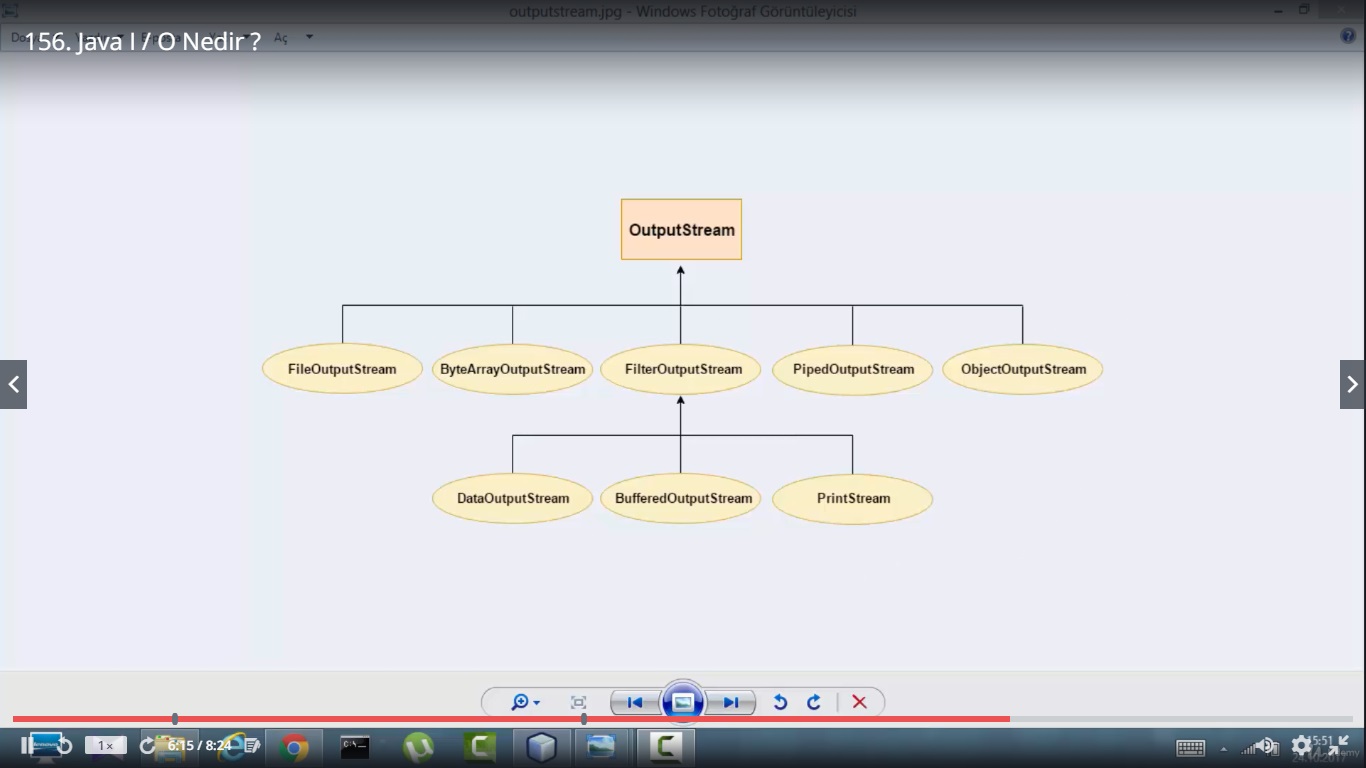 outputstream.jpg - Windows Fotoğraf Görüntüleyicisi
156. Java I / O Nedir ?
Aç
OutputStream
FileOutputStream
ByteArrayOutputStream
FilterOutputStream
PipedOutputStream
ObjectOutputStream
DataOutputStream
BufferedOutputStream
PrintStream
1×
6:15 / 8:24
15:51